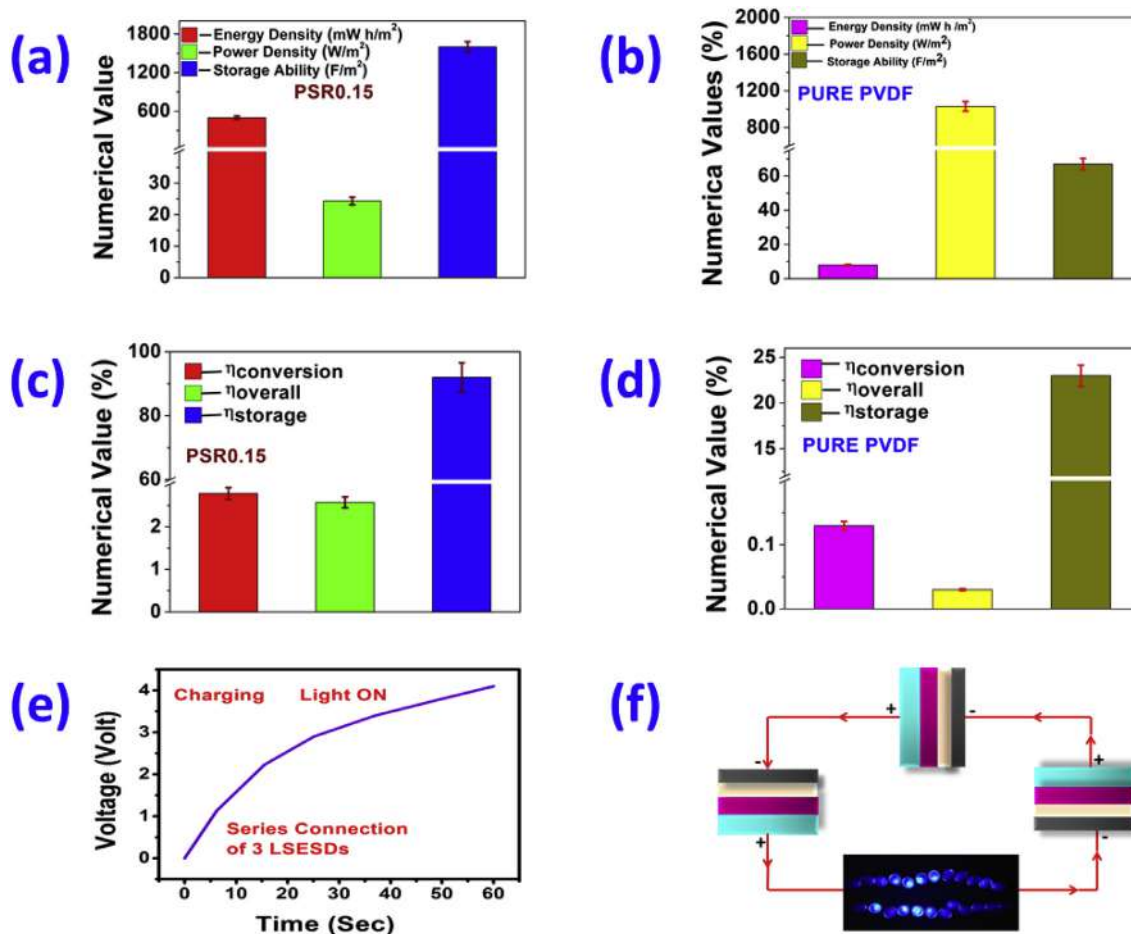 (a)
Numerical Value
1800
1200
600
30
20
10
0
Energy Density (mW h/m²)
Power Density (W/m²)
Storage Ability (F/m²)
PSR0.15
(b)
Numerica Values (%)
2000
1000
800
60
40
20
0
Energy Density (mW h /m²)
Power Density (W/m²)
Storage Ability (F/m²)
PURE PVDF
(c)
Numerical Value (%)
100
80
60
2
0
ηconversion
ηoverall
ηstorage
PSR0.15
(d)
Numerical Value (%)
25
20
15
0.1
0.0
ηconversion
ηoverall
ηstorage
PURE PVDF
(e)
Voltage (Volt)
4
3
2
1
0
Charging Light ON
Series Connection
of 3 LSESDs
0 10 20 30 40 50 60
Time (Sec)
(f)
+ -
- +
+ -